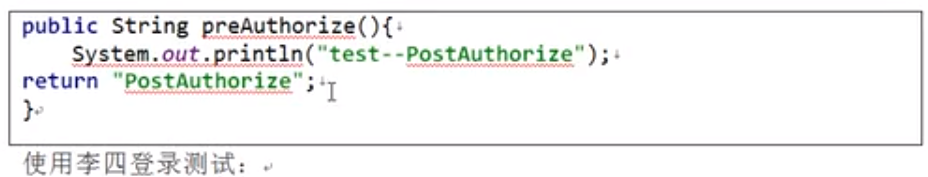 public String preAuthorize(){
System.out.println("test--PostAuthorize");
return "PostAuthorize";
}
使用李四登录测试：